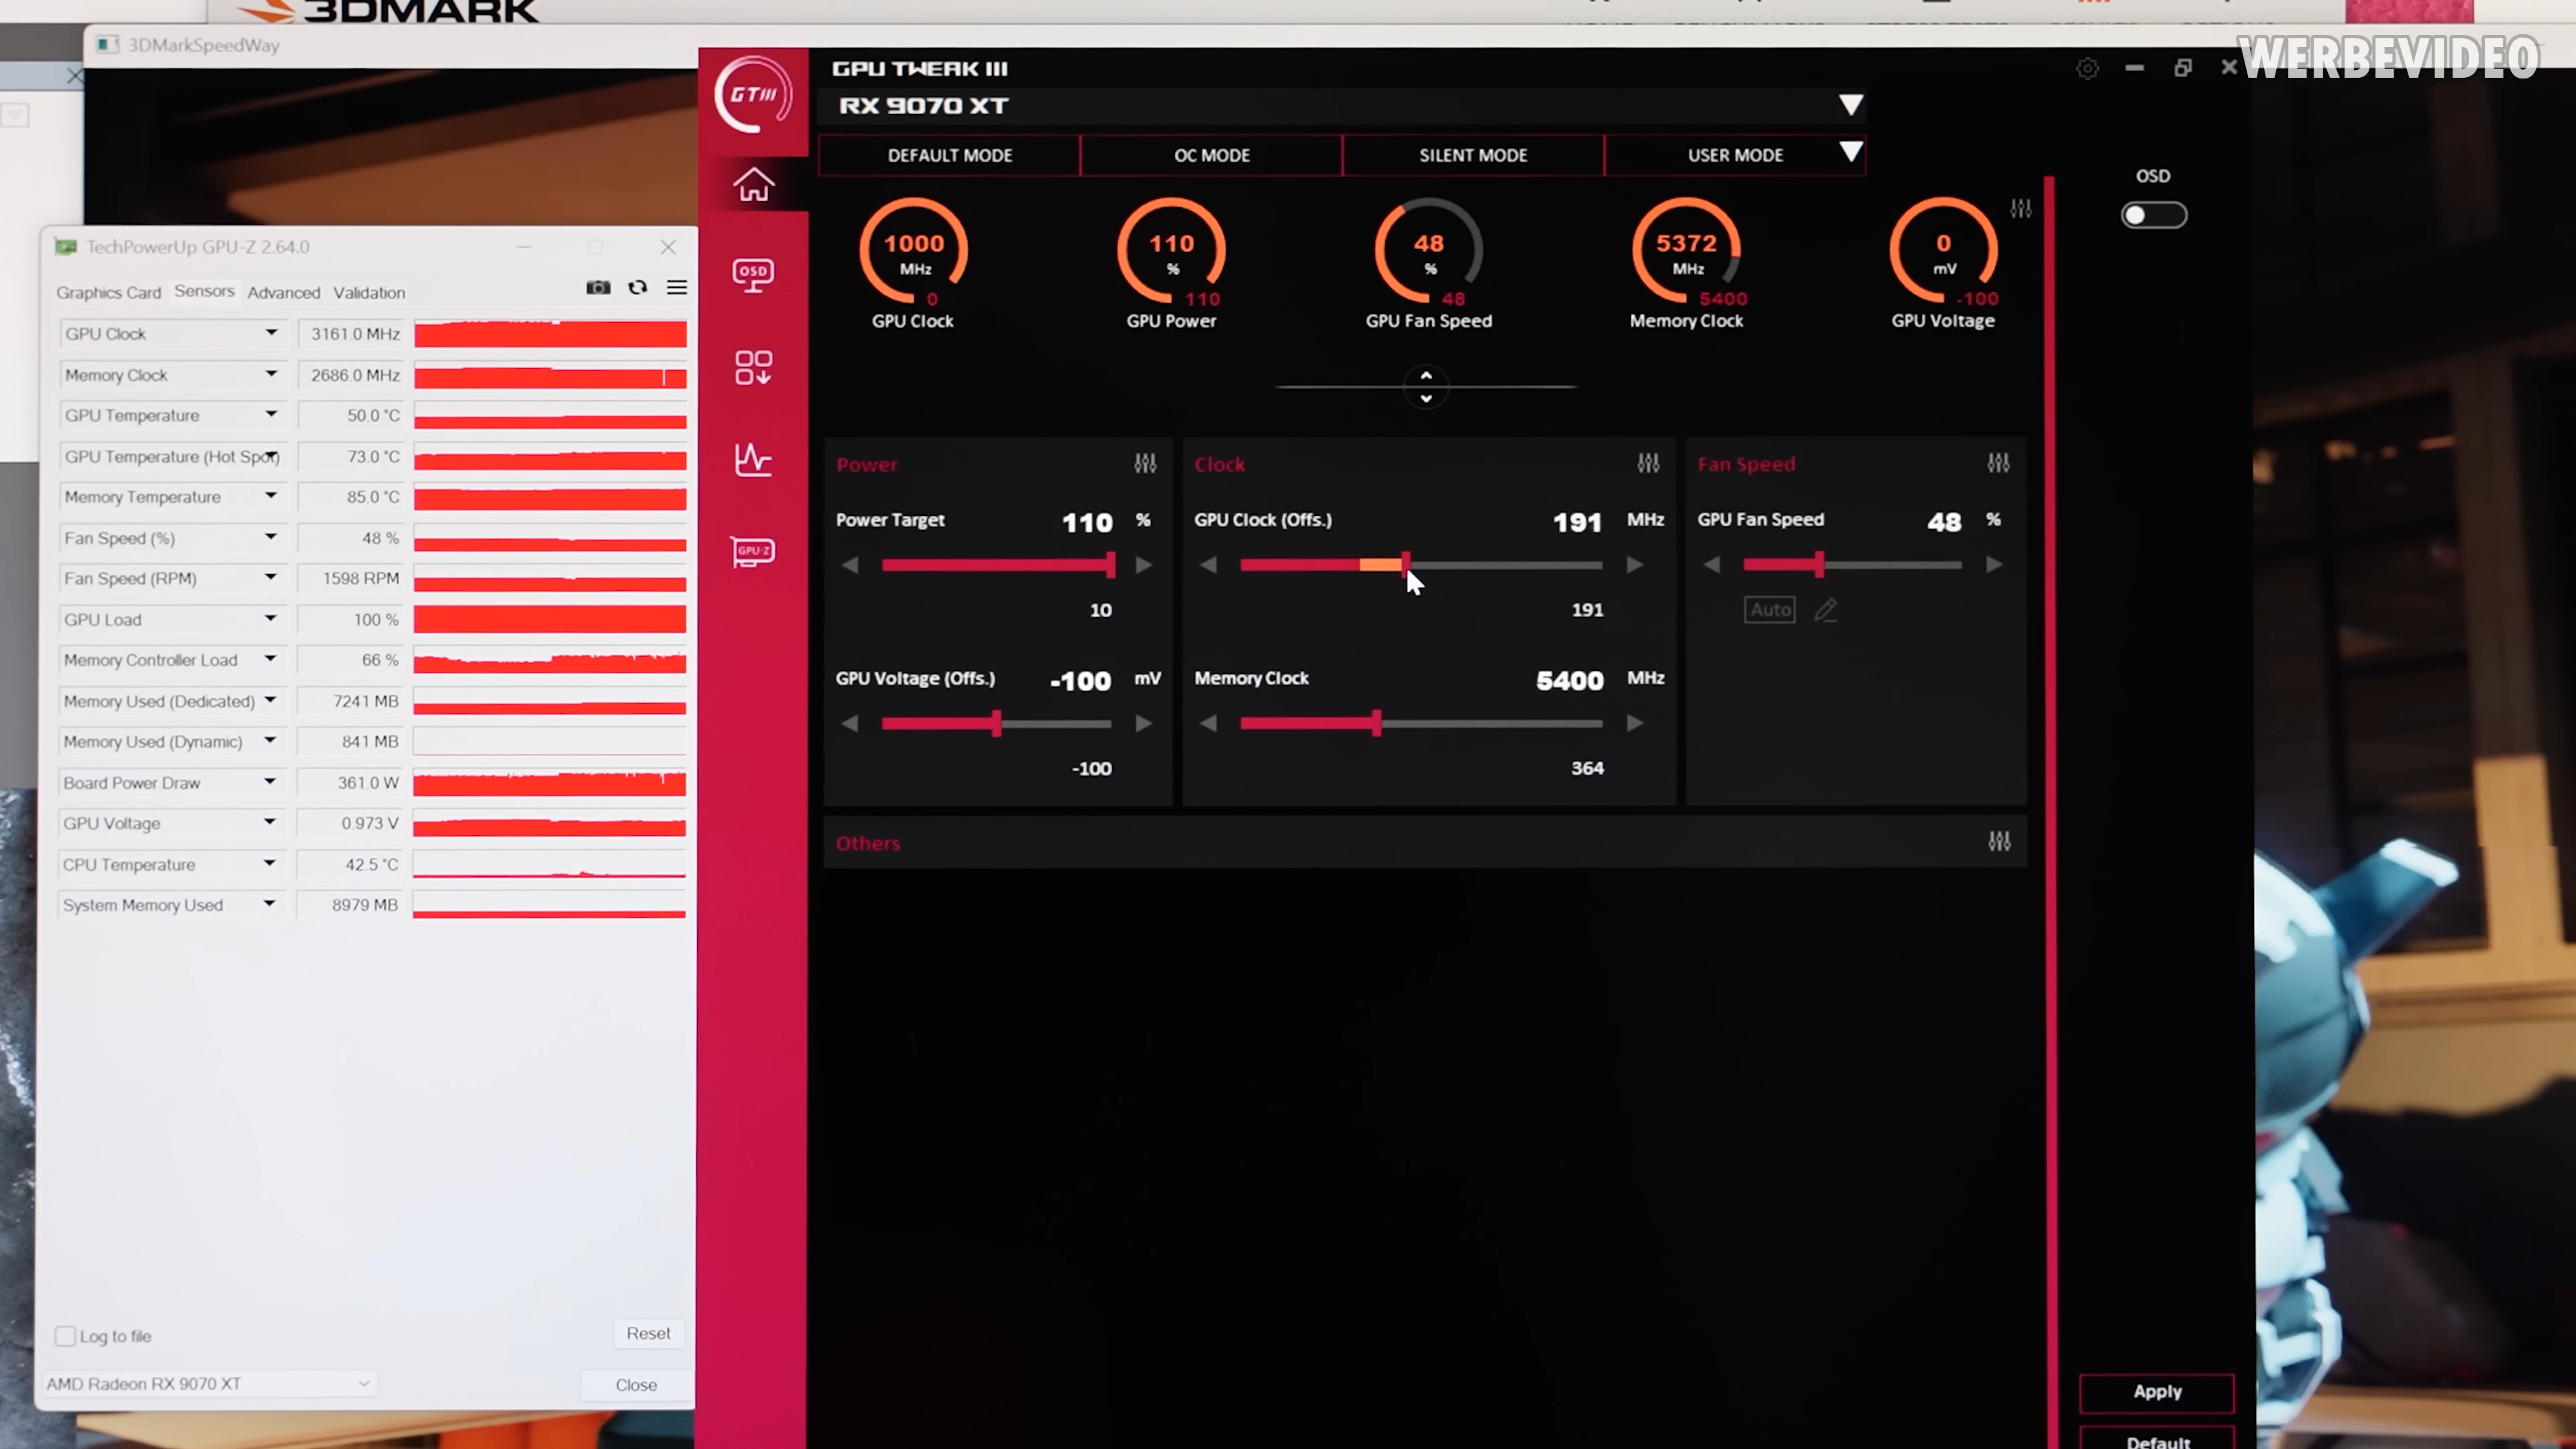 3DMARK
3DMarkSpeedWay
WERBEVIDEO
GTIII
GPU TWEAK III
RX 9070 XT
DEFAULT MODE
OC MODE
SILENT MODE
USER MODE
OSD
1000
MHz
0
GPU Clock
110
%
110
GPU Power
48
%
48
GPU Fan Speed
5372
MHz
5400
Memory Clock
0
mV
-100
GPU Voltage
OSD
GPU-Z
Power
Power Target 110 %
10
GPU Voltage (Offs.) -100 mV
-100
Clock
GPU Clock (Offs.) 191 MHz
191
Memory Clock 5400 MHz
364
Fan Speed
GPU Fan Speed 48 %
Auto
Others
Apply
Default
TechPowerUp GPU-Z 2.64.0
Graphics Card Sensors Advanced Validation
GPU Clock 3161.0 MHz
Memory Clock 2686.0 MHz
GPU Temperature 50.0 °C
GPU Temperature (Hot Spot) 73.0 °C
Memory Temperature 85.0 °C
Fan Speed (%) 48 %
Fan Speed (RPM) 1598 RPM
GPU Load 100 %
Memory Controller Load 66 %
Memory Used (Dedicated) 7241 MB
Memory Used (Dynamic) 841 MB
Board Power Draw 361.0 W
GPU Voltage 0.973 V
CPU Temperature 42.5 °C
System Memory Used 8979 MB
Log to file
Reset
AMD Radeon RX 9070 XT
Close